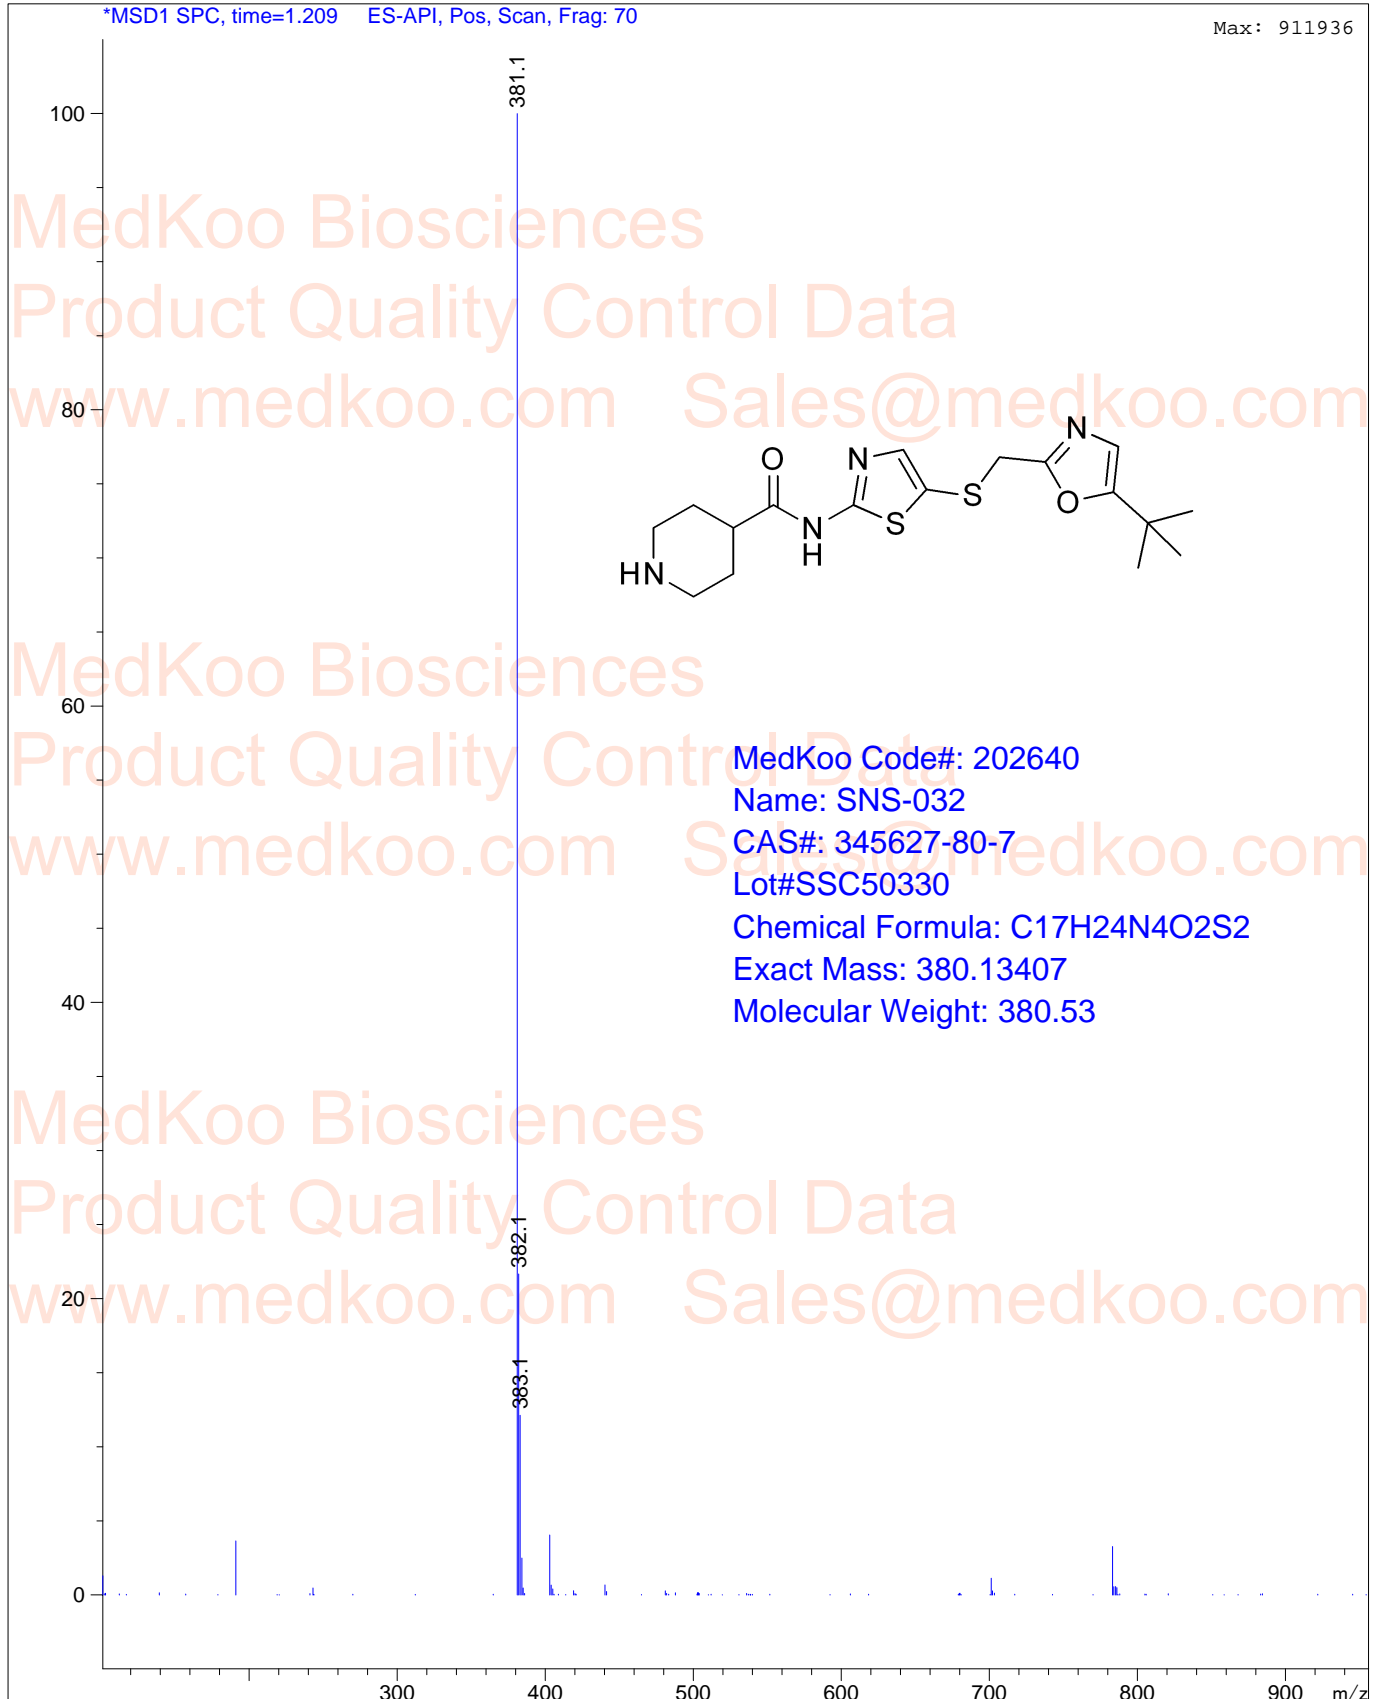 *MSD1 SPC, time=1.209 ES-API, Pos, Scan, Frag: 70
Max: 911936
381.1
100
MedKoo Biosciences
Product Quality Control Data
www.medkoo.com Sales@medkoo.com
80
N
O
N
S
O
S
N
H
HN
MedKoo Biosciences
60
Product Quality Control Data
MedKoo Code#: 202640
Name: SNS-032
www.medkoo.com Sales@medkoo.com
CAS#: 345627-80-7
Lot#SSC50330
Chemical Formula: C17H24N4O2S2
Exact Mass: 380.13407
40
Molecular Weight: 380.53
MedKoo Biosciences
Product Quality Control Data
382.1
www.medkoo.com Sales@medkoo.com
20
383.1
0
300 400 500 600 700 800 900 m/z